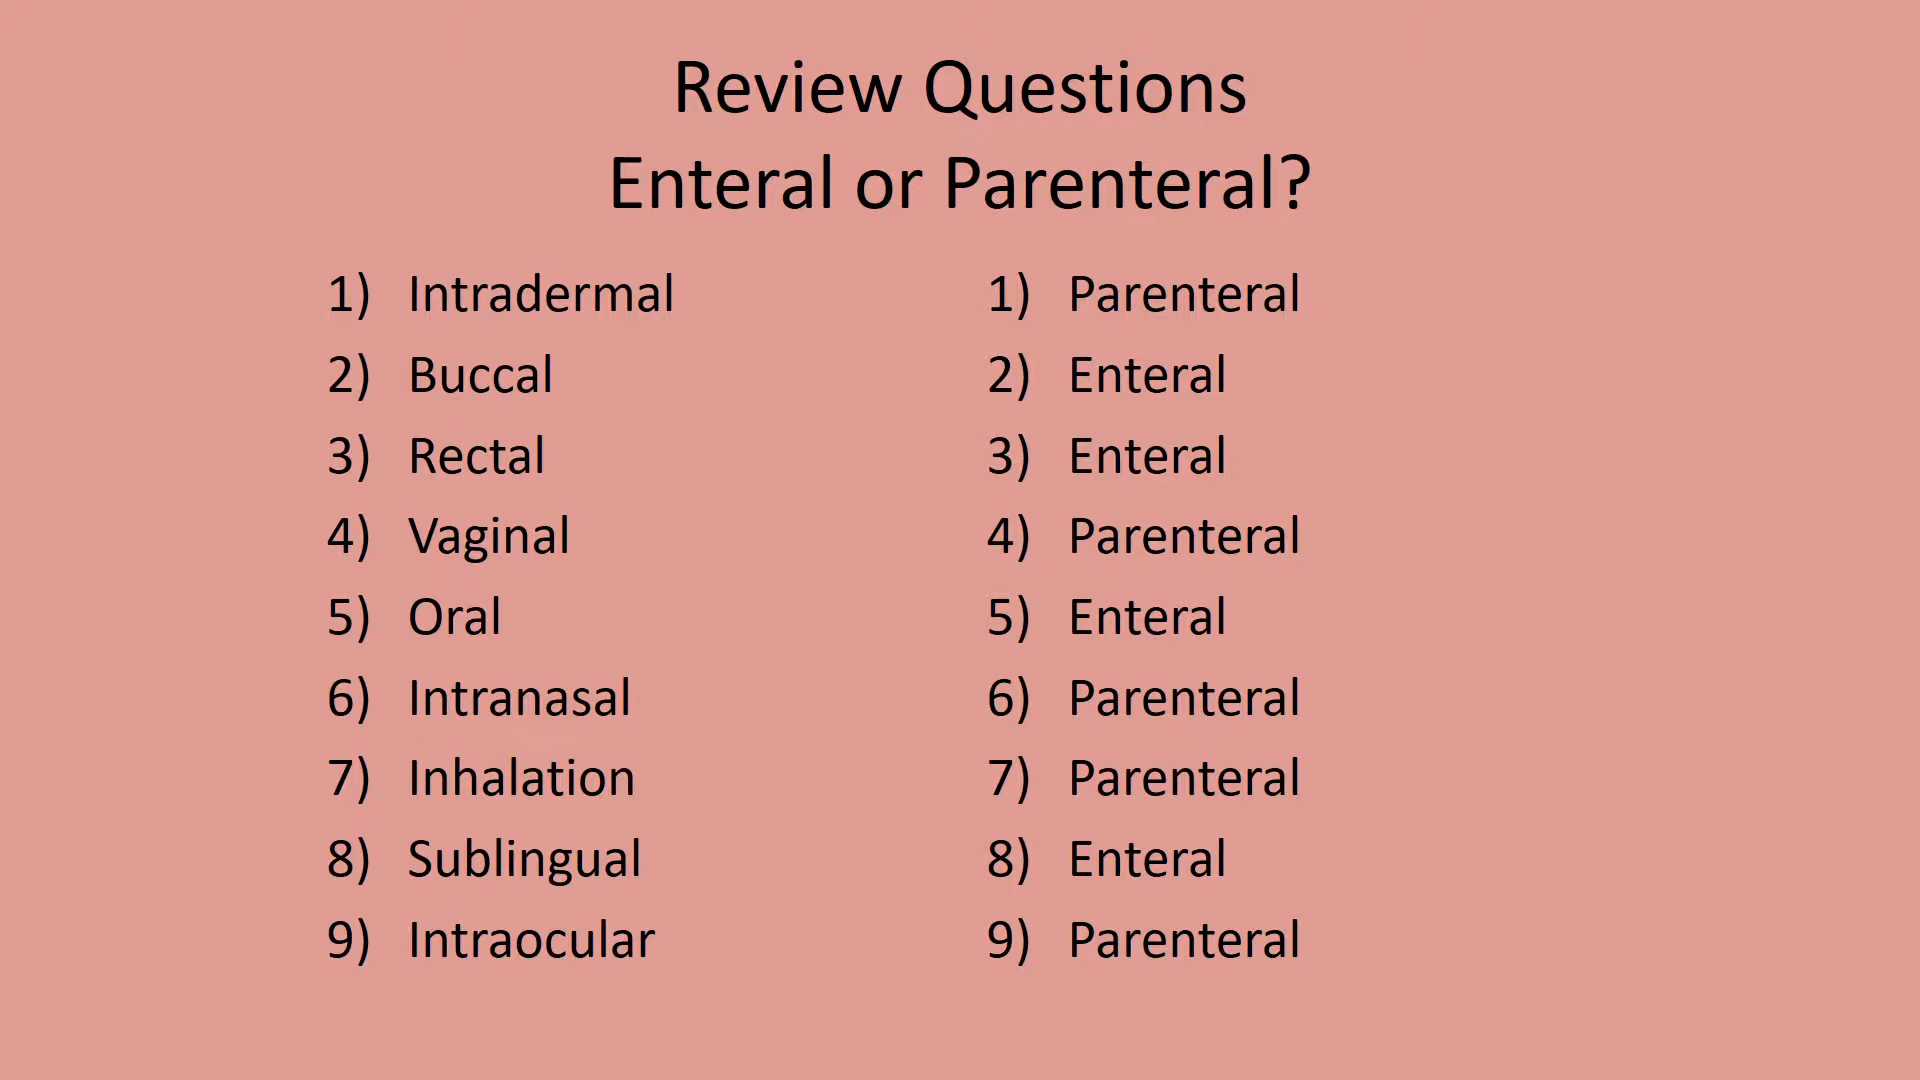 Review Questions
Enteral or Parenteral?
1) Intradermal
2) Buccal
3) Rectal
4) Vaginal
5) Oral
6) Intranasal
7) Inhalation
8) Sublingual
9) Intraocular
1) Parenteral
2) Enteral
3) Enteral
4) Parenteral
5) Enteral
6) Parenteral
7) Parenteral
8) Enteral
9) Parenteral